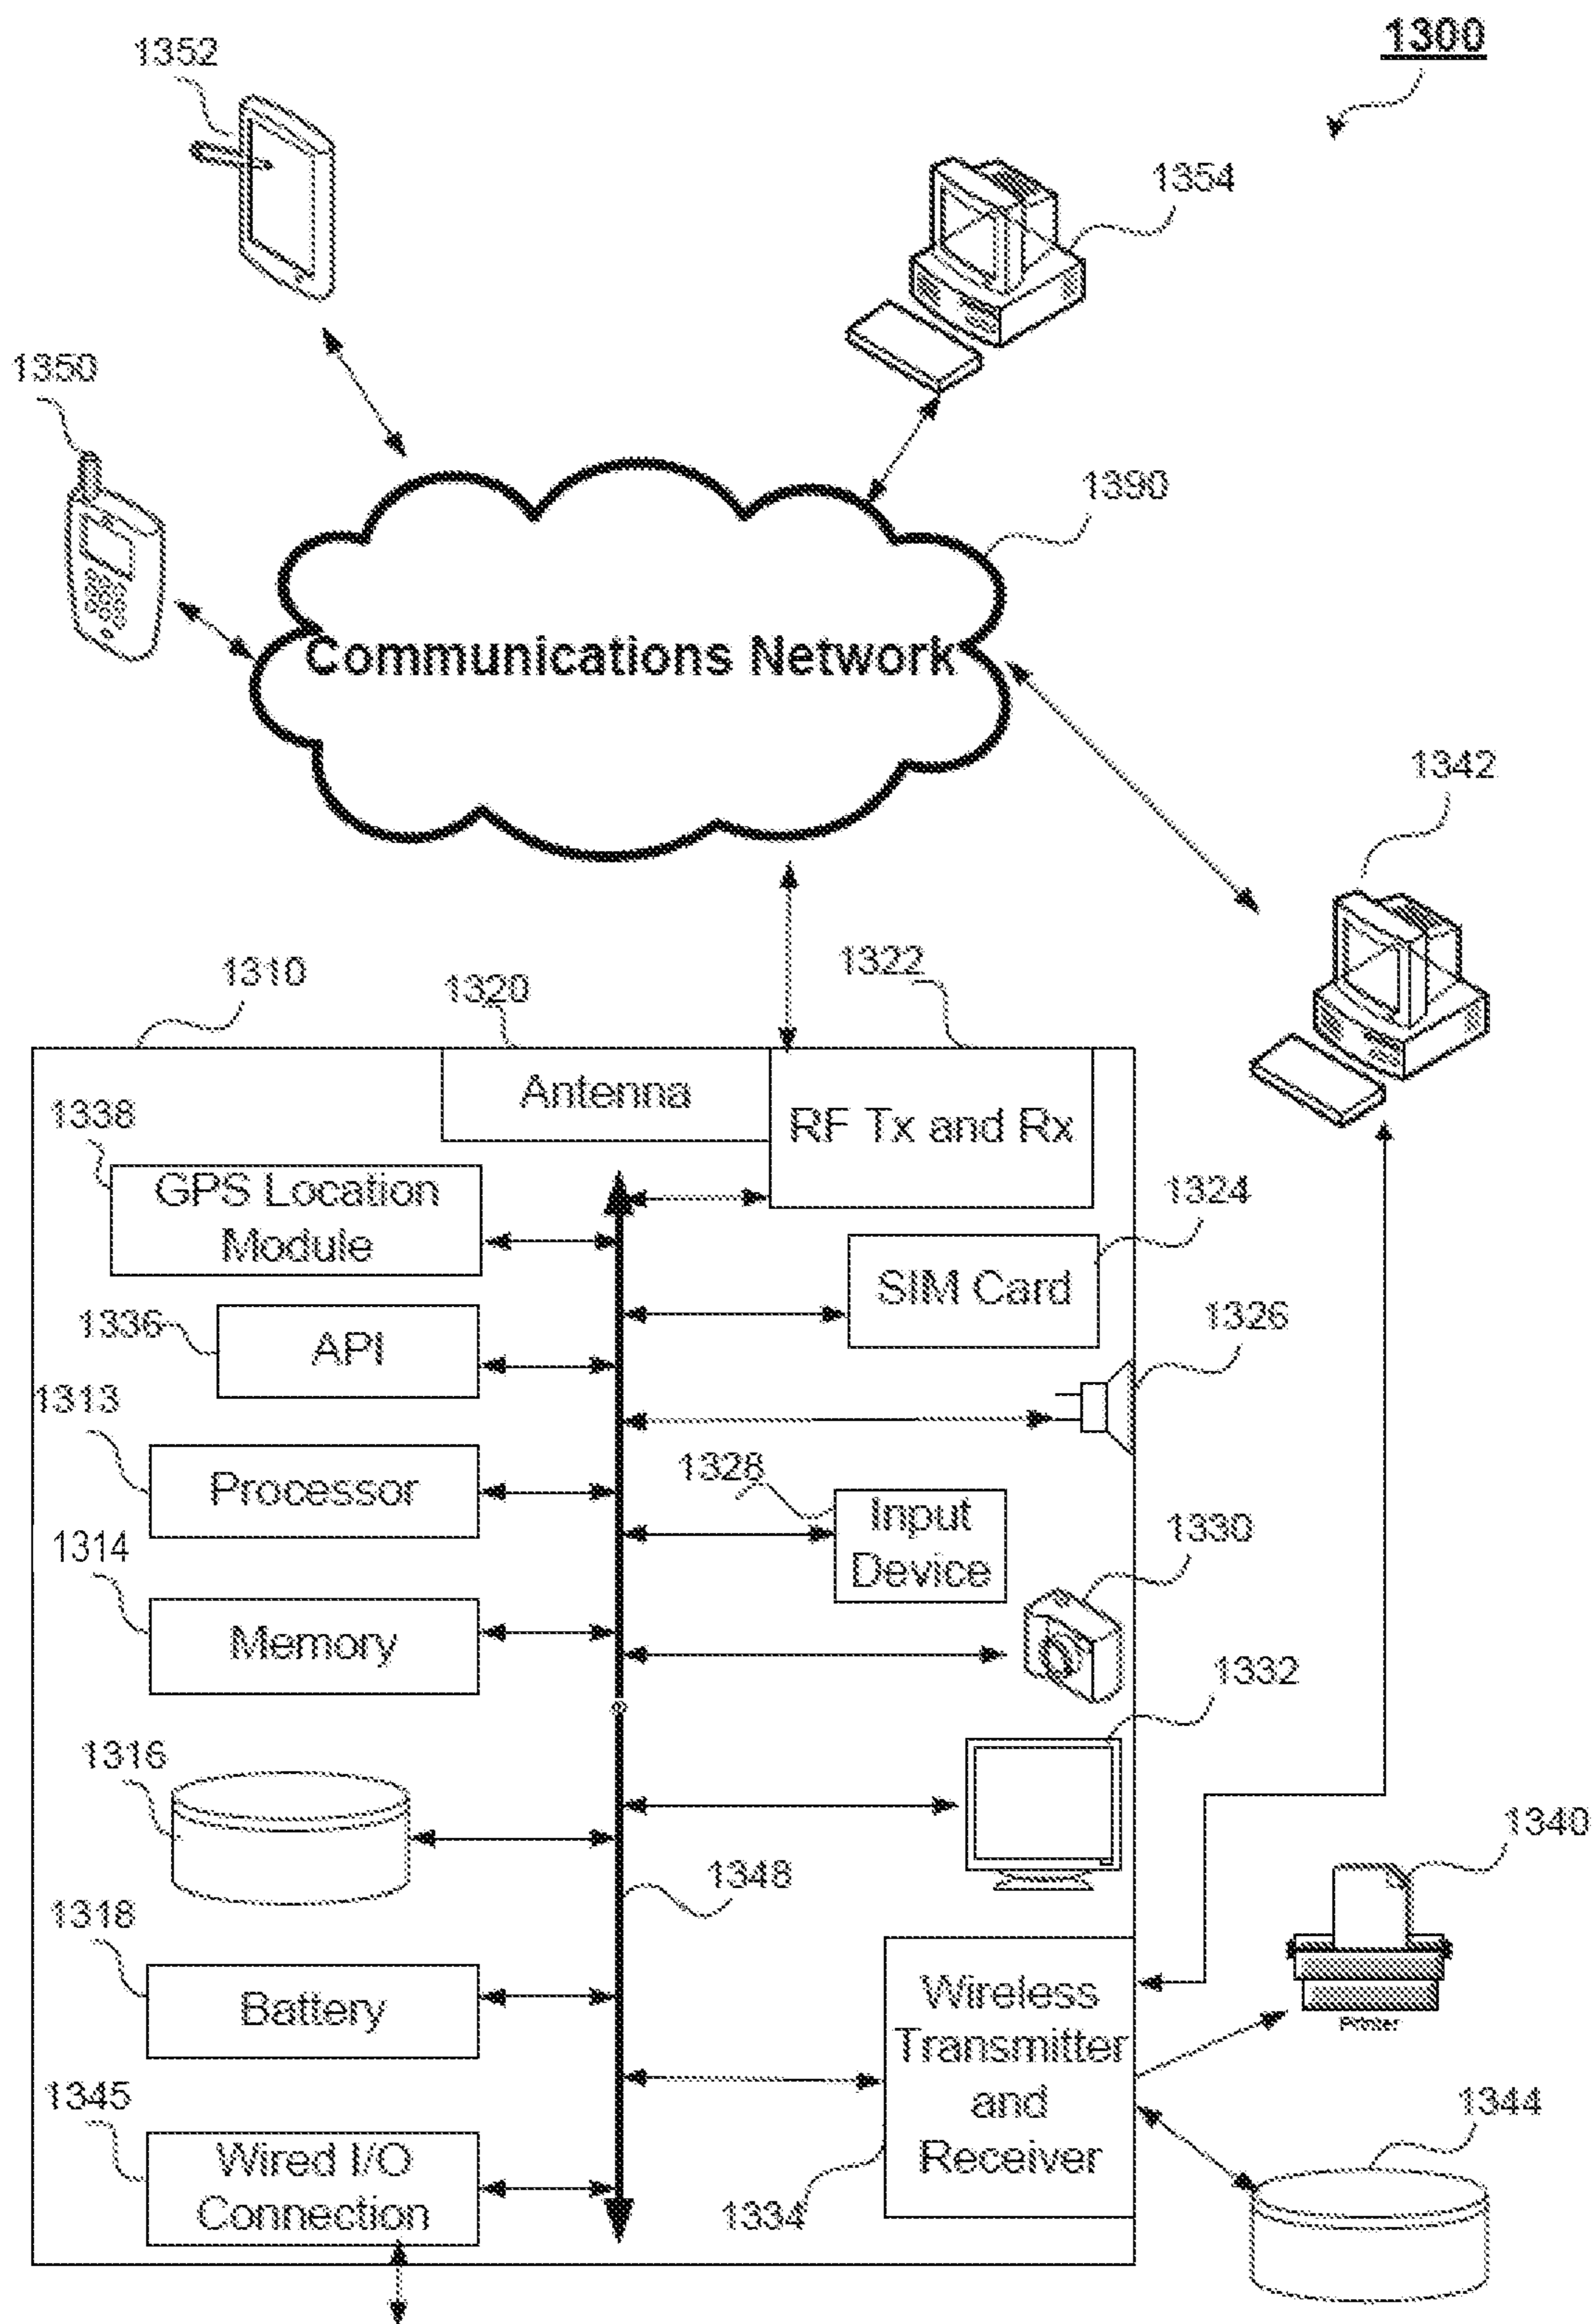 1300
1352
1354
1350
1390
Communications Network
1342
1310
1320
1322
Antenna
RF Tx and Rx
1338
GPS Location
Module
1324
SIM Card
1336
API
1326
1313
Processor
1328
Input
Device
1330
1314
Memory
1332
1316
1348
1340
Printer
1318
Battery
Wireless
Transmitter
and
Receiver
1334
1345
Wired I/O
Connection
1344